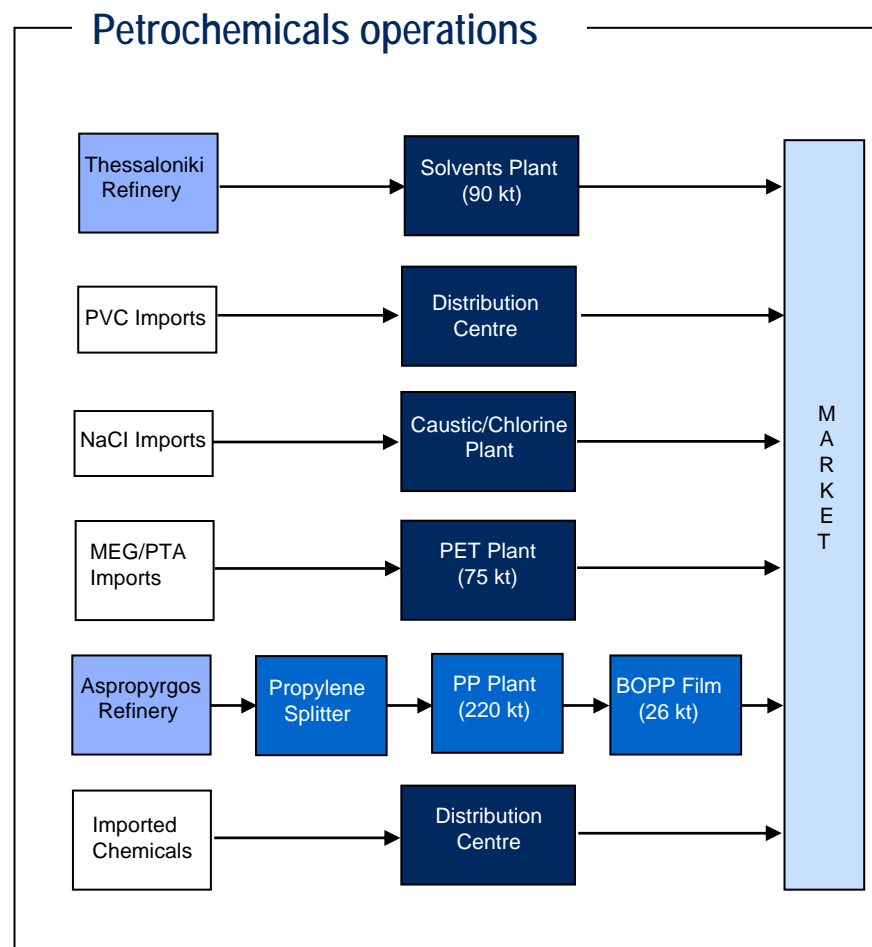 Petrochemicals operations
Thessaloniki
Refinery
Solvents Plant
(90 kt)
PVC Imports
Distribution
Centre
NaCl Imports
Caustic/Chlorine
Plant
MEG/PTA
Imports
PET Plant
(75 kt)
Aspropyrgos
Refinery
Propylene
Splitter
PP Plant
(220 kt)
BOPP Film
(26 kt)
Imported
Chemicals
Distribution
Centre
M
A
R
K
E
T